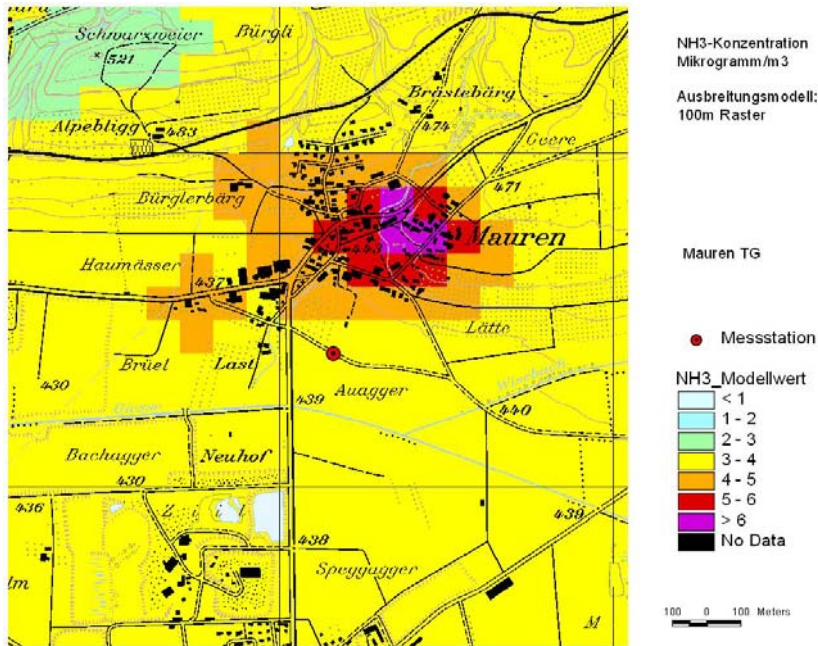 Bürgli
Schwarzweier
521
Brästebärg
Alpebligg
483
474
Geere
Bürglerbärg
471
Mauren
445
Haumässer
437
Lätte
Brüel
Last
430
Auagger
439
440
Bachagger
Neuhof
430
436
Zil
438
439
Speggagger
M
NH3-Konzentration
Mikrogramm/m3
Ausbreitungsmodell:
100m Raster
Mauren TG
Messstation
NH3_Modellwert
< 1
1 - 2
2 - 3
3 - 4
4 - 5
5 - 6
> 6
No Data
100 0 100 Meters